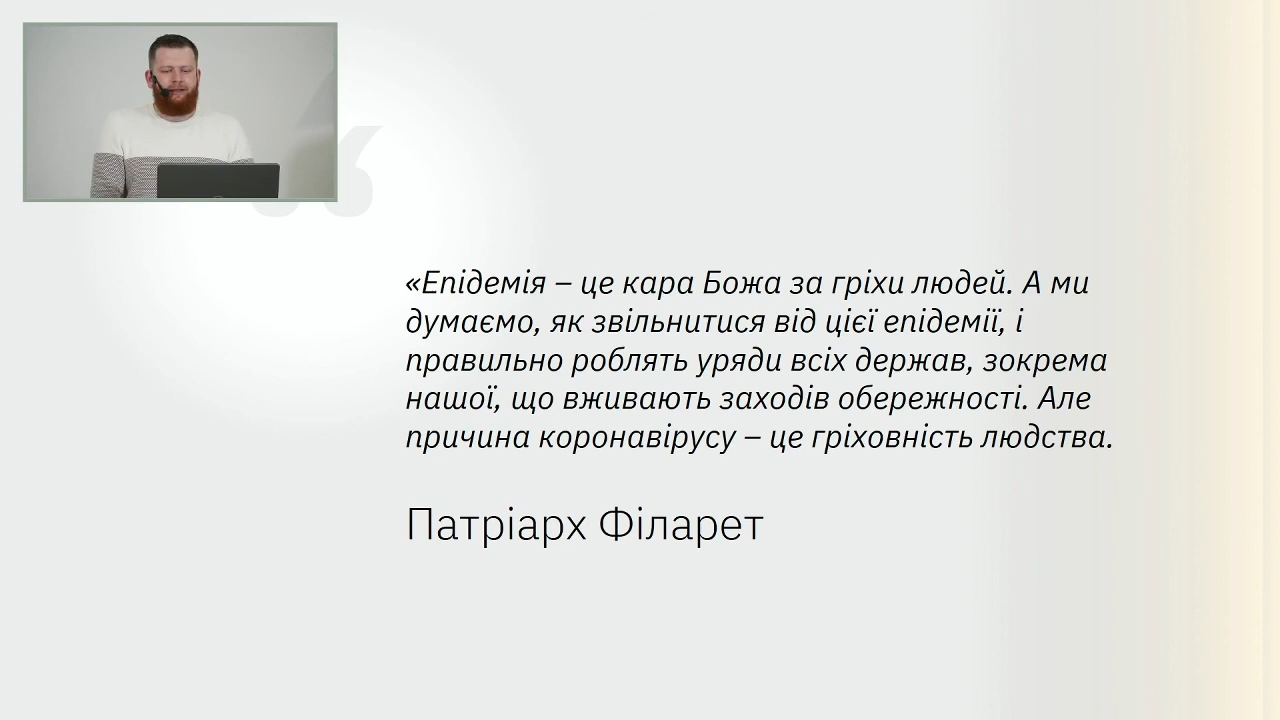 «Епідемія – це кара Божа за гріхи людей. А ми
думаємо, як звільнитися від цієї епідемії, і
правильно роблять уряди всіх держав, зокрема
нашої, що вживають заходів обережності. Але
причина коронавірусу – це гріховність людства.
Патріарх Філарет